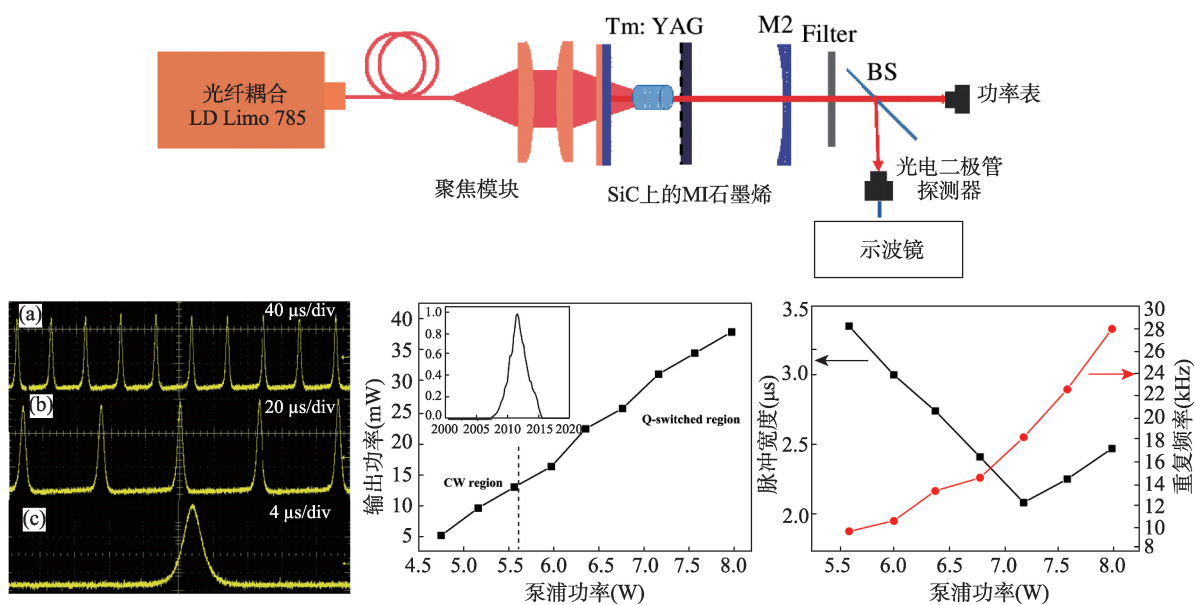 Tm: YAG
M2
Filter
BS
光纤耦合
LD Limo 785
功率表
聚焦模块
SiC上的MI石墨烯
光电二极管
探测器
示波镜
(a)
40 μs/div
(b)
20 μs/div
(c)
4 μs/div
输出功率(mW)
40
35
30
25
20
15
10
5
1.0
0.8
0.6
0.4
0.2
0.0
2000 2005 2010 2015 2020
Q-switched region
CW region
4.5 5.0 5.5 6.0 6.5 7.0 7.5 8.0
泵浦功率(W)
脉冲宽度(μs)
3.5
3.0
2.5
2.0
30
28
26
24
22
20
18
16
14
12
10
8
重复频率(kHz)
5.5 6.0 6.5 7.0 7.5 8.0
泵浦功率(W)